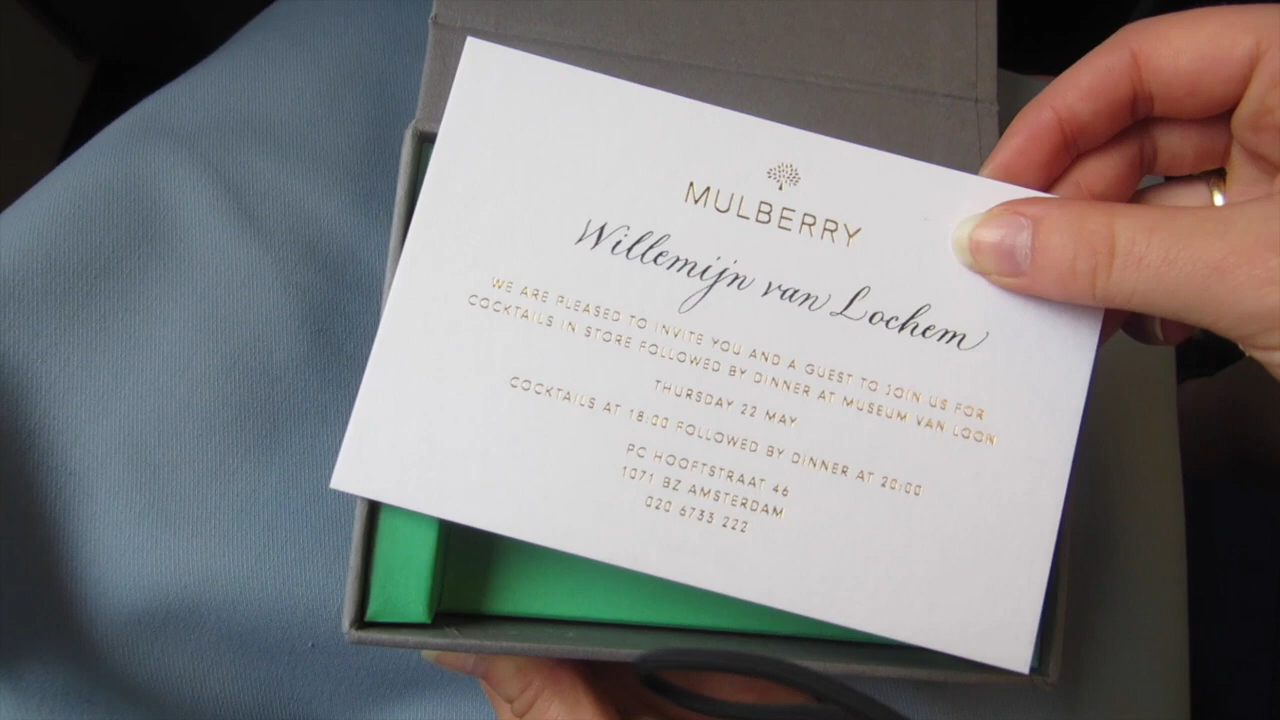 MULBERRY
Willemijn van Lochem
WE ARE PLEASED TO INVITE YOU AND A GUEST TO JOIN US FOR
COCKTAILS IN STORE FOLLOWED BY DINNER AT MUSEUM VAN LOON
THURSDAY 22 MAY
COCKTAILS AT 18:00 FOLLOWED BY DINNER AT 20:00
PC HOOFTSTRAAT 46
1071 BZ AMSTERDAM
020 6733 222